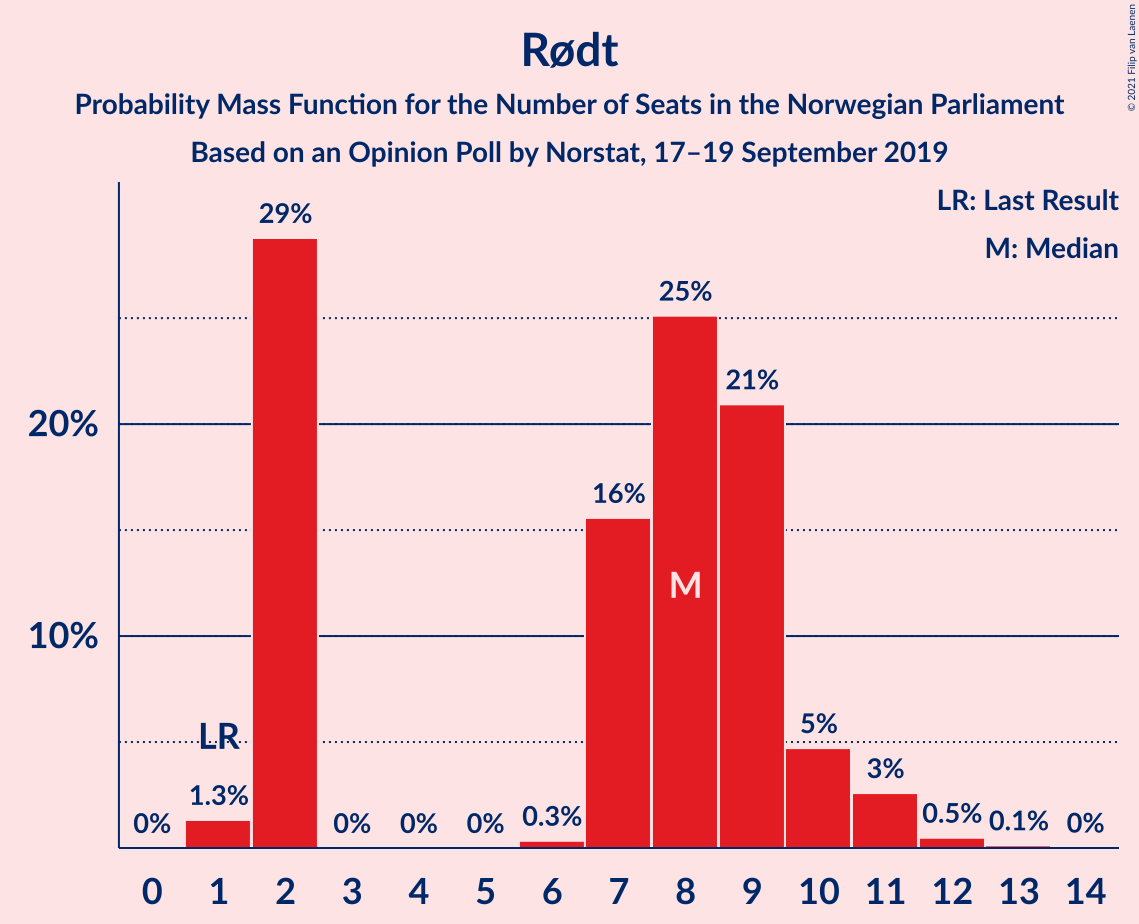 Rødt
Probability Mass Function for the Number of Seats in the Norwegian Parliament
Based on an Opinion Poll by Norstat, 17–19 September 2019
© 2021 Filip van Laenen
LR: Last Result
M: Median
20%
10%
0%
1.3%
LR
29%
0%
0%
0%
0.3%
16%
25%
M
21%
5%
3%
0.5%
0.1%
0%
0 1 2 3 4 5 6 7 8 9 10 11 12 13 14